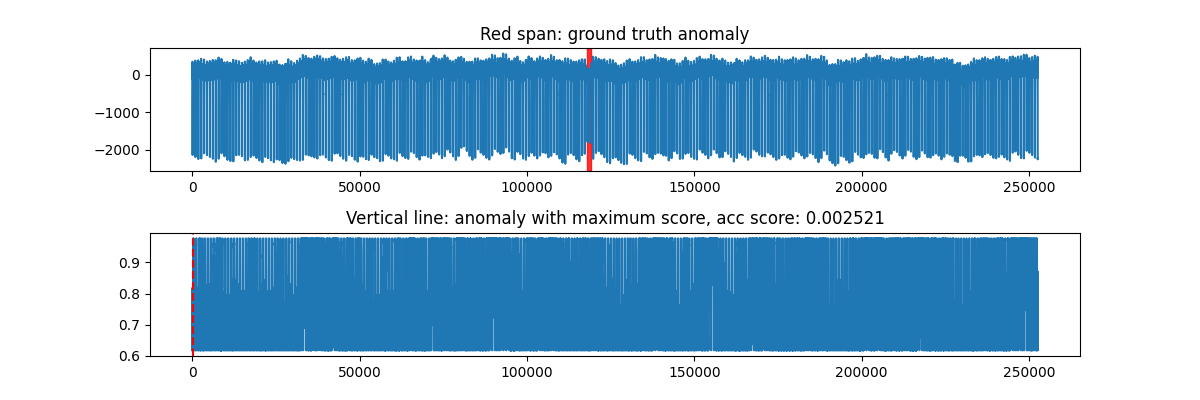 Red span: ground truth anomaly
0
−1000
−2000
0 50000 100000 150000 200000 250000
Vertical line: anomaly with maximum score, acc score: 0.002521
0.9
0.8
0.7
0.6
0 50000 100000 150000 200000 250000